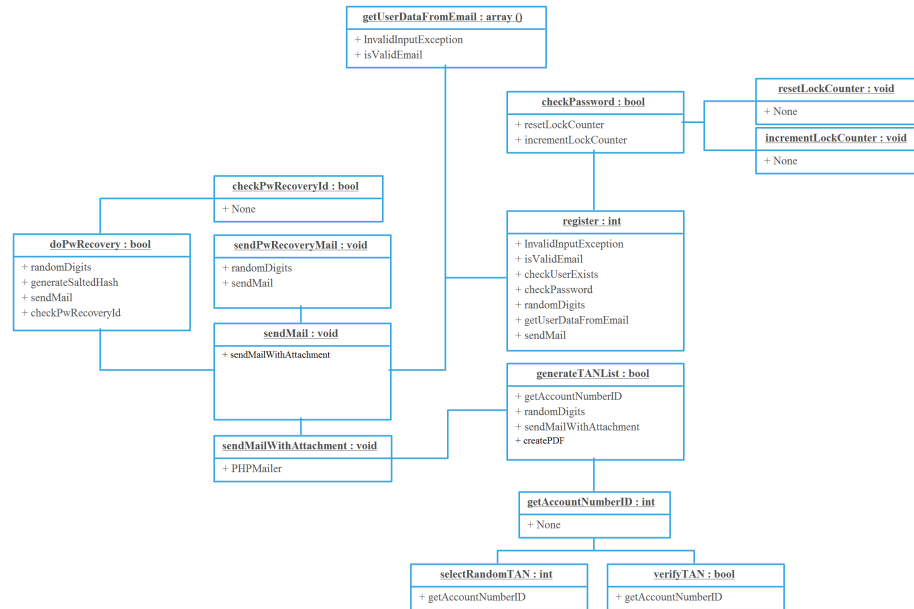 getUserDataFromEmail : array ()
+ InvalidInputException
+ isValidEmail
checkPassword : bool
+ resetLockCounter
+ incrementLockCounter
resetLockCounter : void
+ None
incrementLockCounter : void
+ None
checkPwRecoveryId : bool
+ None
doPwRecovery : bool
+ randomDigits
+ generateSaltedHash
+ sendMail
+ checkPwRecoveryId
sendPwRecoveryMail : void
+ randomDigits
+ sendMail
register : int
+ InvalidInputException
+ isValidEmail
+ checkUserExists
+ checkPassword
+ randomDigits
+ getUserDataFromEmail
+ sendMail
sendMail : void
+ sendMailWithAttachment
generateTANList : bool
+ getAccountNumberID
+ randomDigits
+ sendMailWithAttachment
+ createPDF
sendMailWithAttachment : void
+ PHPMailer
getAccountNumberID : int
+ None
selectRandomTAN : int
+ getAccountNumberID
verifyTAN : bool
+ getAccountNumberID